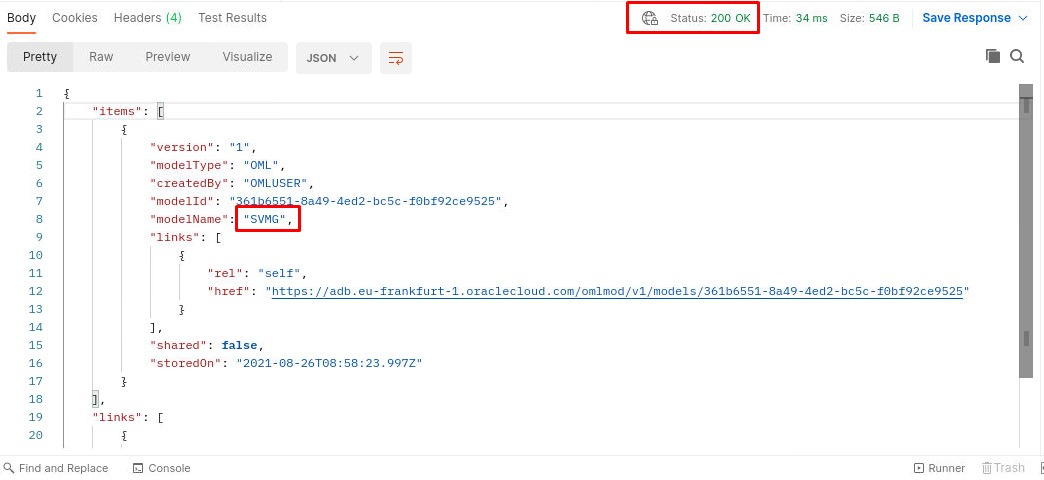 Body Cookies Headers (4) Test Results Status: 200 OK Time: 34 ms Size: 546 B Save Response
Pretty Raw Preview Visualize JSON
1 {
2 "items": [
3 {
4 "version": "1",
5 "modelType": "OML",
6 "createdBy": "OMLUSER",
7 "modelId": "361b6551-8a49-4ed2-bc5c-f0bf92ce9525",
8 "modelName": "SVMG",
9 "links": [
10 {
11 "rel": "self",
12 "href": "https://adb.eu-frankfurt-1.oraclecloud.com/omlmod/v1/models/361b6551-8a49-4ed2-bc5c-f0bf92ce9525"
13 }
14 ],
15 "shared": false,
16 "storedOn": "2021-08-26T08:58:23.997Z"
17 }
18 ],
19 "links": [
20 {
Find and Replace Console Runner Trash